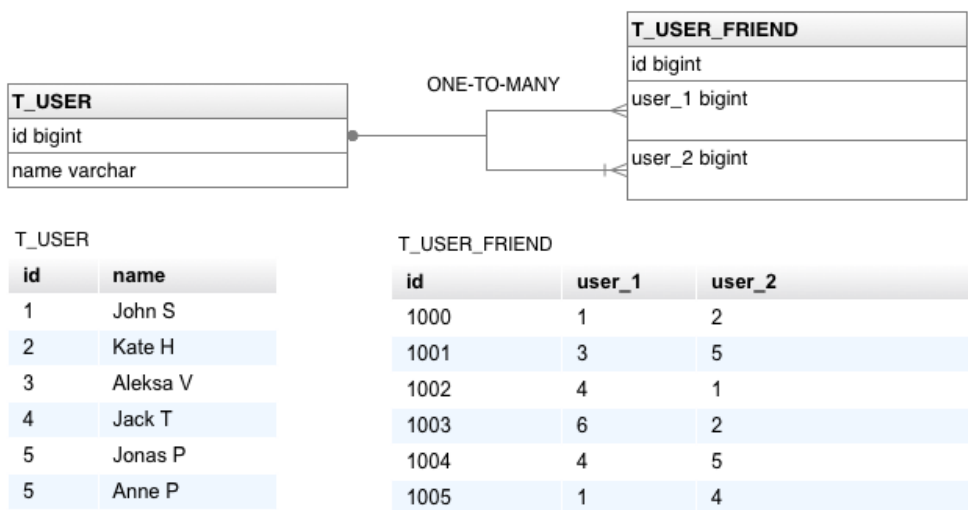 T_USER_FRIEND
id bigint
user_1 bigint
user_2 bigint
ONE-TO-MANY
T_USER
id bigint
name varchar
T_USER
id name
1 John S
2 Kate H
3 Aleksa V
4 Jack T
5 Jonas P
5 Anne P
T_USER_FRIEND
id user_1 user_2
1000 1 2
1001 3 5
1002 4 1
1003 6 2
1004 4 5
1005 1 4